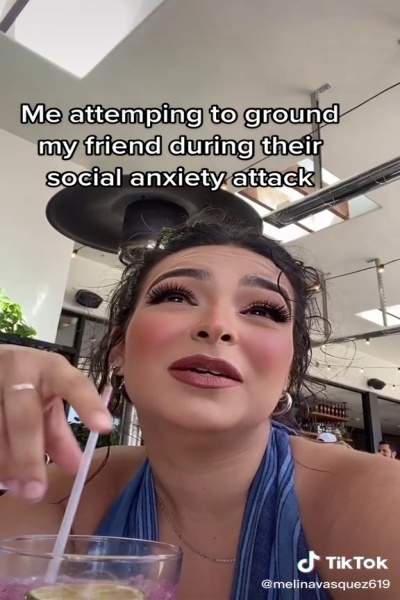 Me attemping to ground
my friend during their
social anxiety attack
TikTok
@melinavasquez619